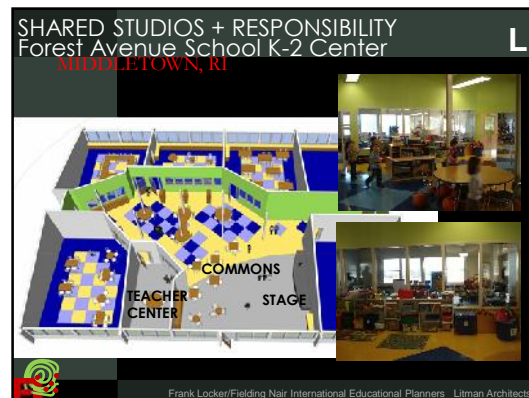 SHARED STUDIOS + RESPONSIBILITY
Forest Avenue School K-2 Center
L
MIDDLETOWN, RI
COMMONS
TEACHER
CENTER
STAGE
Frank Locker/Fielding Nair International Educational Planners Litman Architects